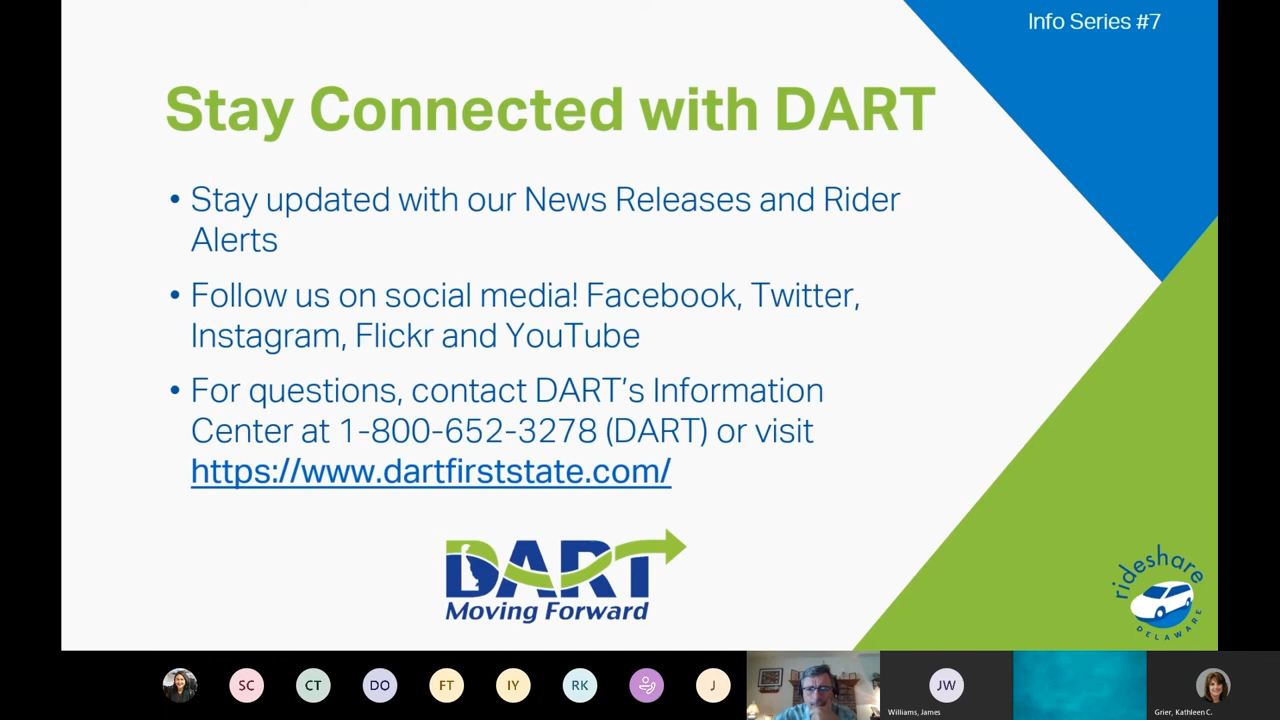 Info Series #7
Stay Connected with DART
• Stay updated with our News Releases and Rider
Alerts
• Follow us on social media! Facebook, Twitter,
Instagram, Flickr and YouTube
• For questions, contact DART’s Information
Center at 1-800-652-3278 (DART) or visit
https://www.dartfirststate.com/
DART
Moving Forward
rideshare
DELAWARE
SC CT DO FT IY RK J JW
Williams, James
Grier, Kathleen C.